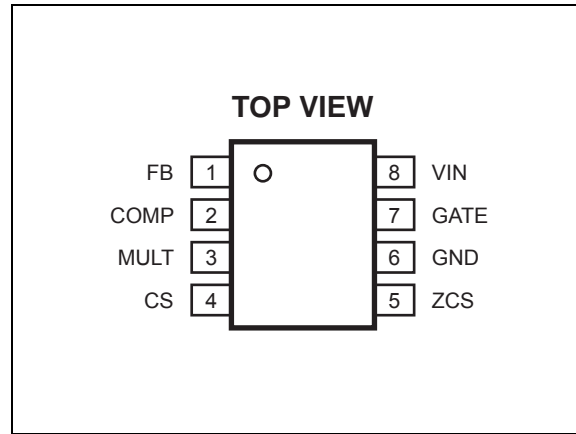 TOP VIEW
FB 1 8 VIN
COMP 2 7 GATE
MULT 3 6 GND
CS 4 5 ZCS